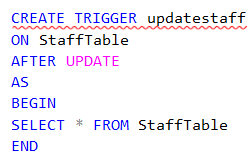 CREATE TRIGGER updatestaff
ON StaffTable
AFTER UPDATE
AS
BEGIN
SELECT * FROM StaffTable
END